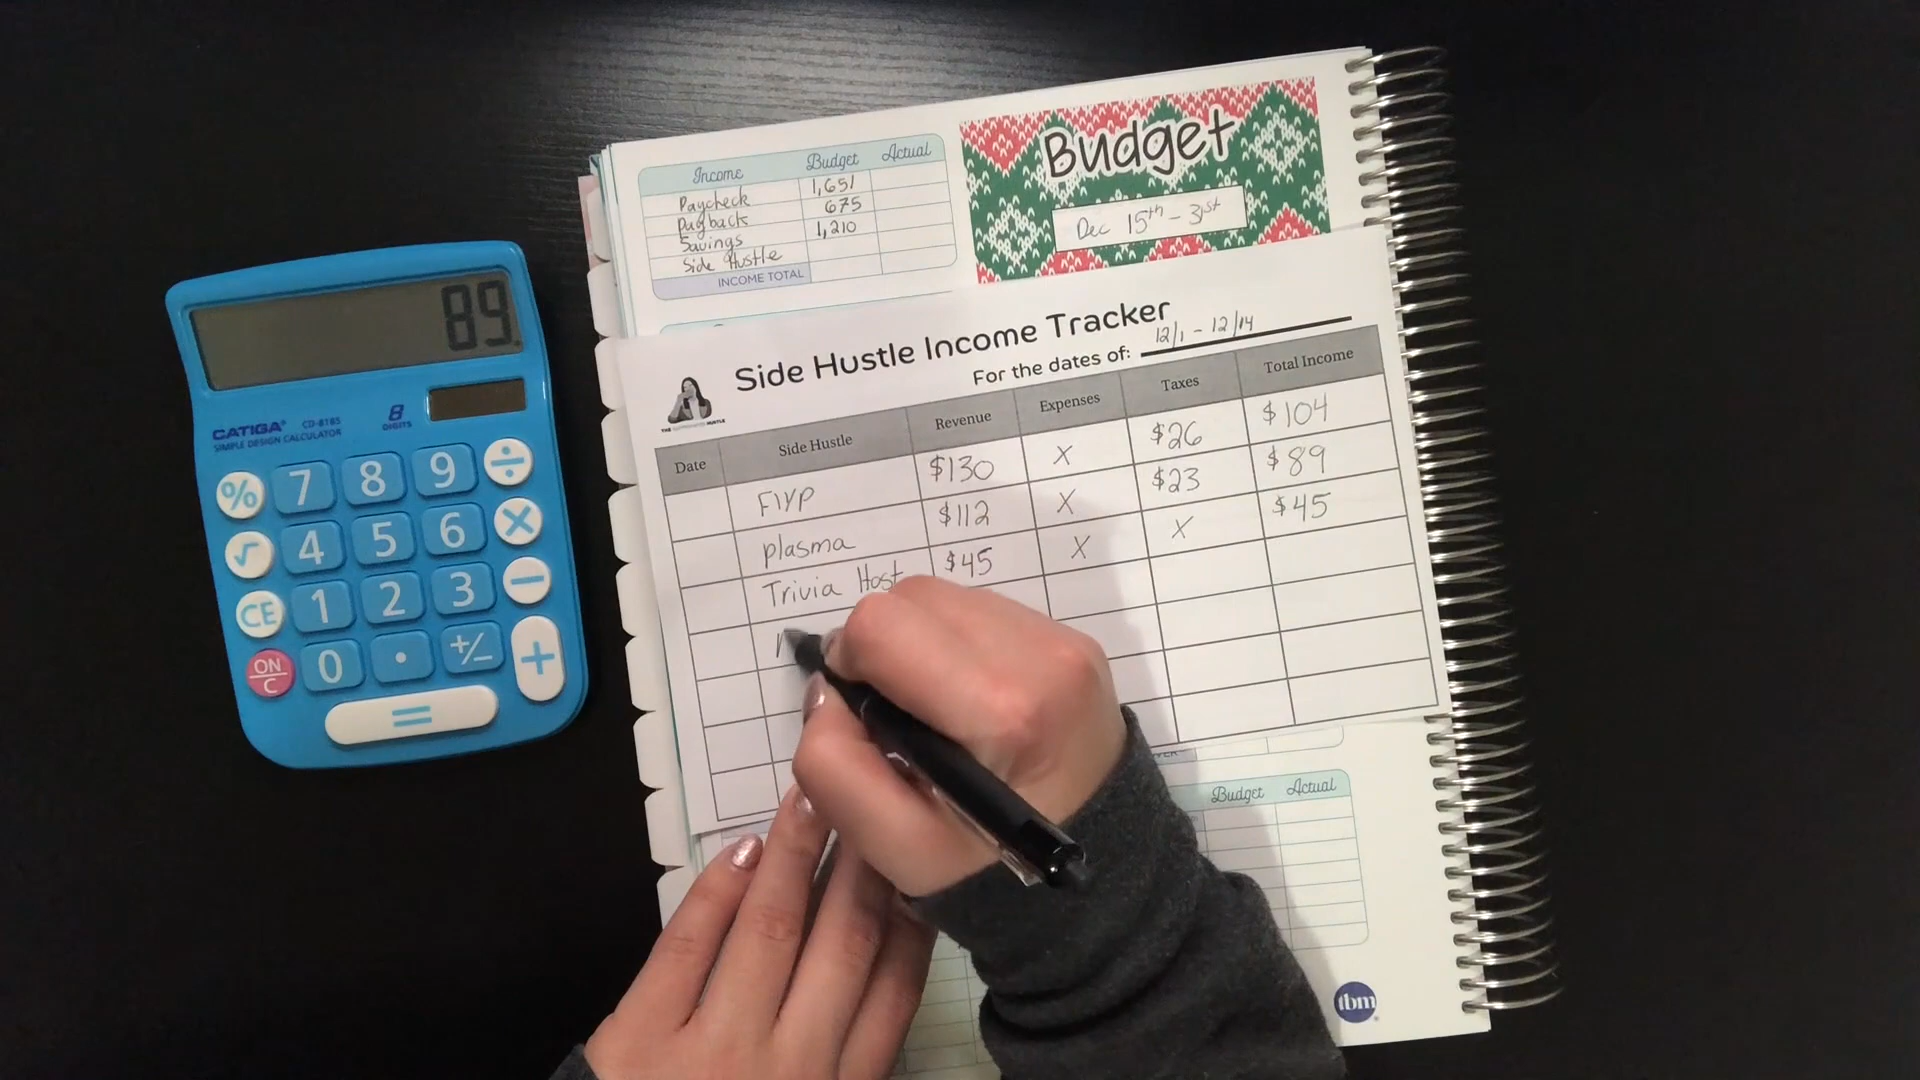 Income Budget Actual
Paycheck 1,651
Paybacks 675
Savings 1,210
Side Hustle
INCOME TOTAL
Budget
Dec 15th - 31st
89.
CATIGA CD-8185
SIMPLE DESIGN CALCULATOR
8
DIGITS
% 7 8 9 ÷
√ 4 5 6 ×
CE 1 2 3 −
ON/C 0 · +/− +
=
Side Hustle Income Tracker
For the dates of: 12/1 - 12/14
Date Side Hustle Revenue Expenses Taxes Total Income
Flyp $130 X $26 $104
plasma $112 X $23 $89
Trivia Host $45 X X $45
Budget Actual
tbm